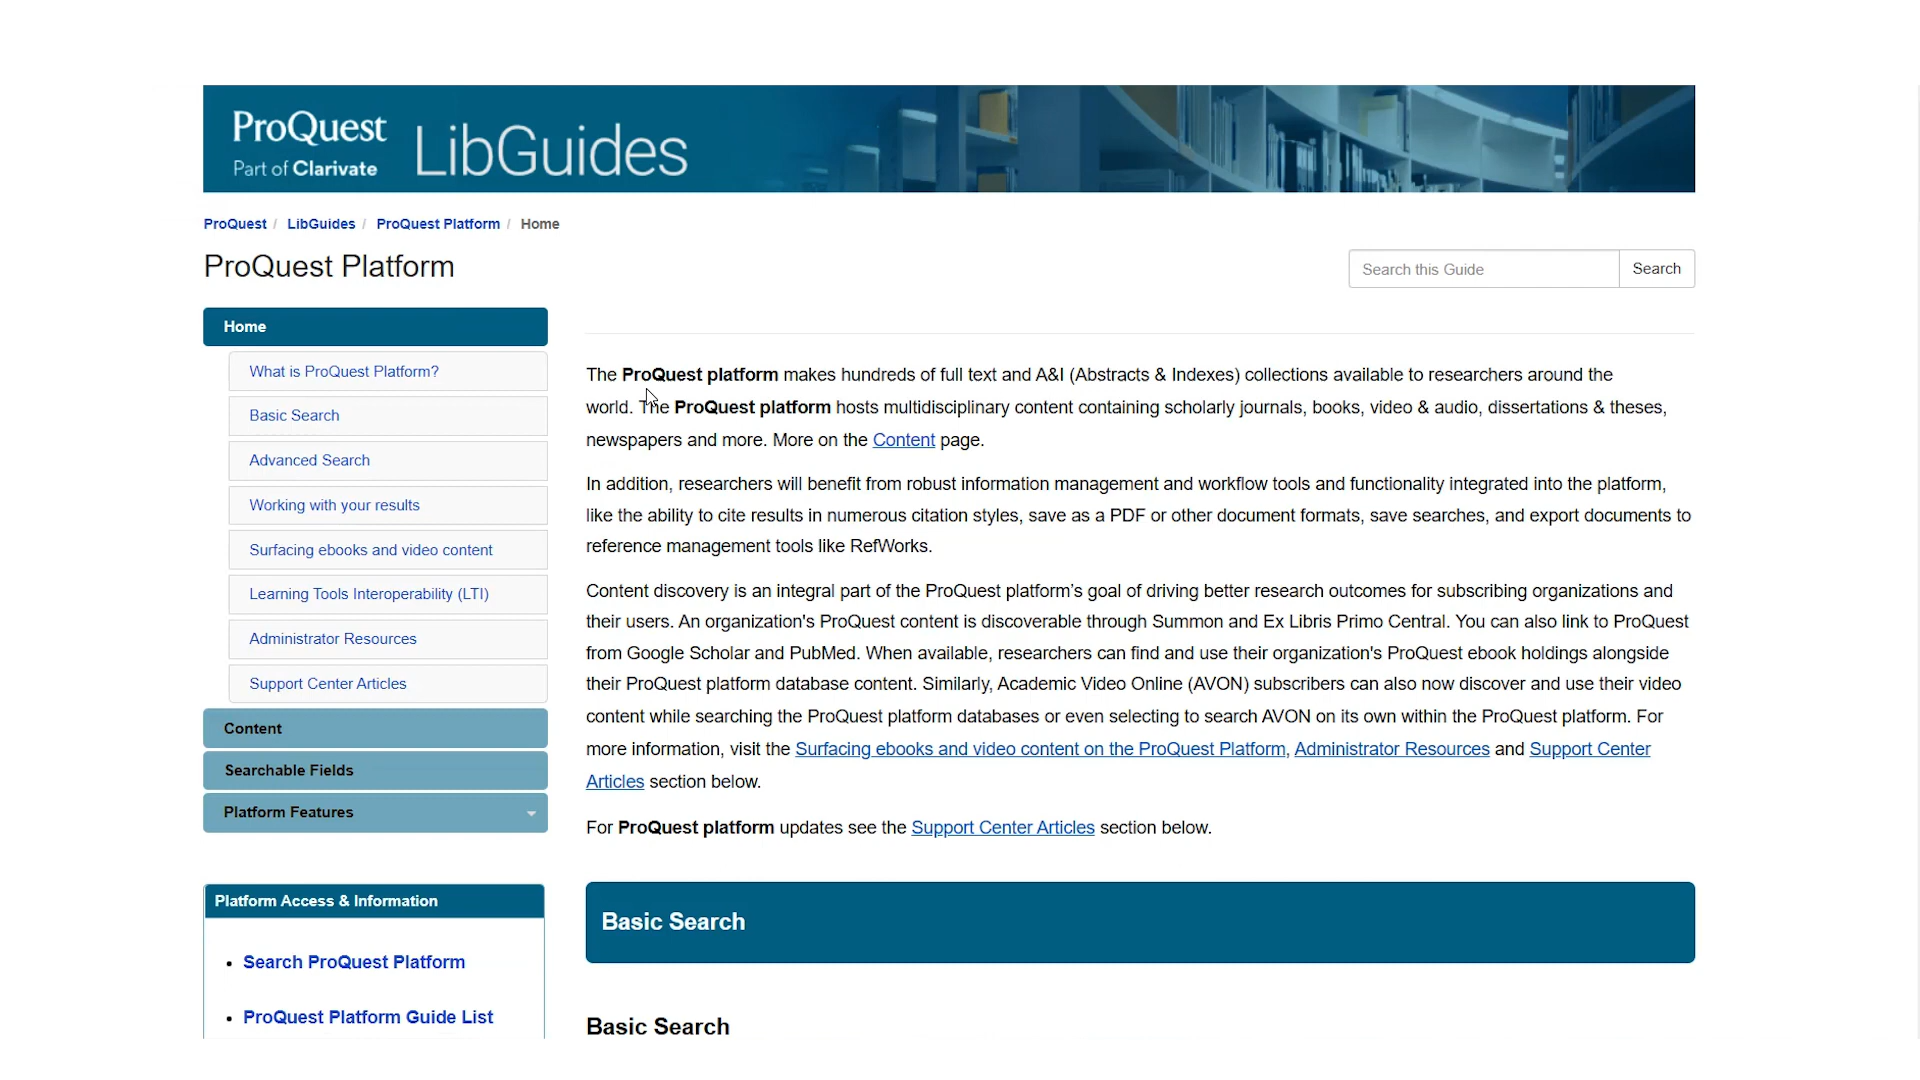 ProQuest
Part of Clarivate
LibGuides
ProQuest / LibGuides / ProQuest Platform / Home
ProQuest Platform
Search this Guide
Search
Home
What is ProQuest Platform?
Basic Search
Advanced Search
Working with your results
Surfacing ebooks and video content
Learning Tools Interoperability (LTI)
Administrator Resources
Support Center Articles
Content
Searchable Fields
Platform Features
Platform Access & Information
• Search ProQuest Platform
• ProQuest Platform Guide List
The ProQuest platform makes hundreds of full text and A&I (Abstracts & Indexes) collections available to researchers around the
world. The ProQuest platform hosts multidisciplinary content containing scholarly journals, books, video & audio, dissertations & theses,
newspapers and more. More on the Content page.
In addition, researchers will benefit from robust information management and workflow tools and functionality integrated into the platform,
like the ability to cite results in numerous citation styles, save as a PDF or other document formats, save searches, and export documents to
reference management tools like RefWorks.
Content discovery is an integral part of the ProQuest platform’s goal of driving better research outcomes for subscribing organizations and
their users. An organization's ProQuest content is discoverable through Summon and Ex Libris Primo Central. You can also link to ProQuest
from Google Scholar and PubMed. When available, researchers can find and use their organization's ProQuest ebook holdings alongside
their ProQuest platform database content. Similarly, Academic Video Online (AVON) subscribers can also now discover and use their video
content while searching the ProQuest platform databases or even selecting to search AVON on its own within the ProQuest platform. For
more information, visit the Surfacing ebooks and video content on the ProQuest Platform, Administrator Resources and Support Center
Articles section below.
For ProQuest platform updates see the Support Center Articles section below.
Basic Search
Basic Search